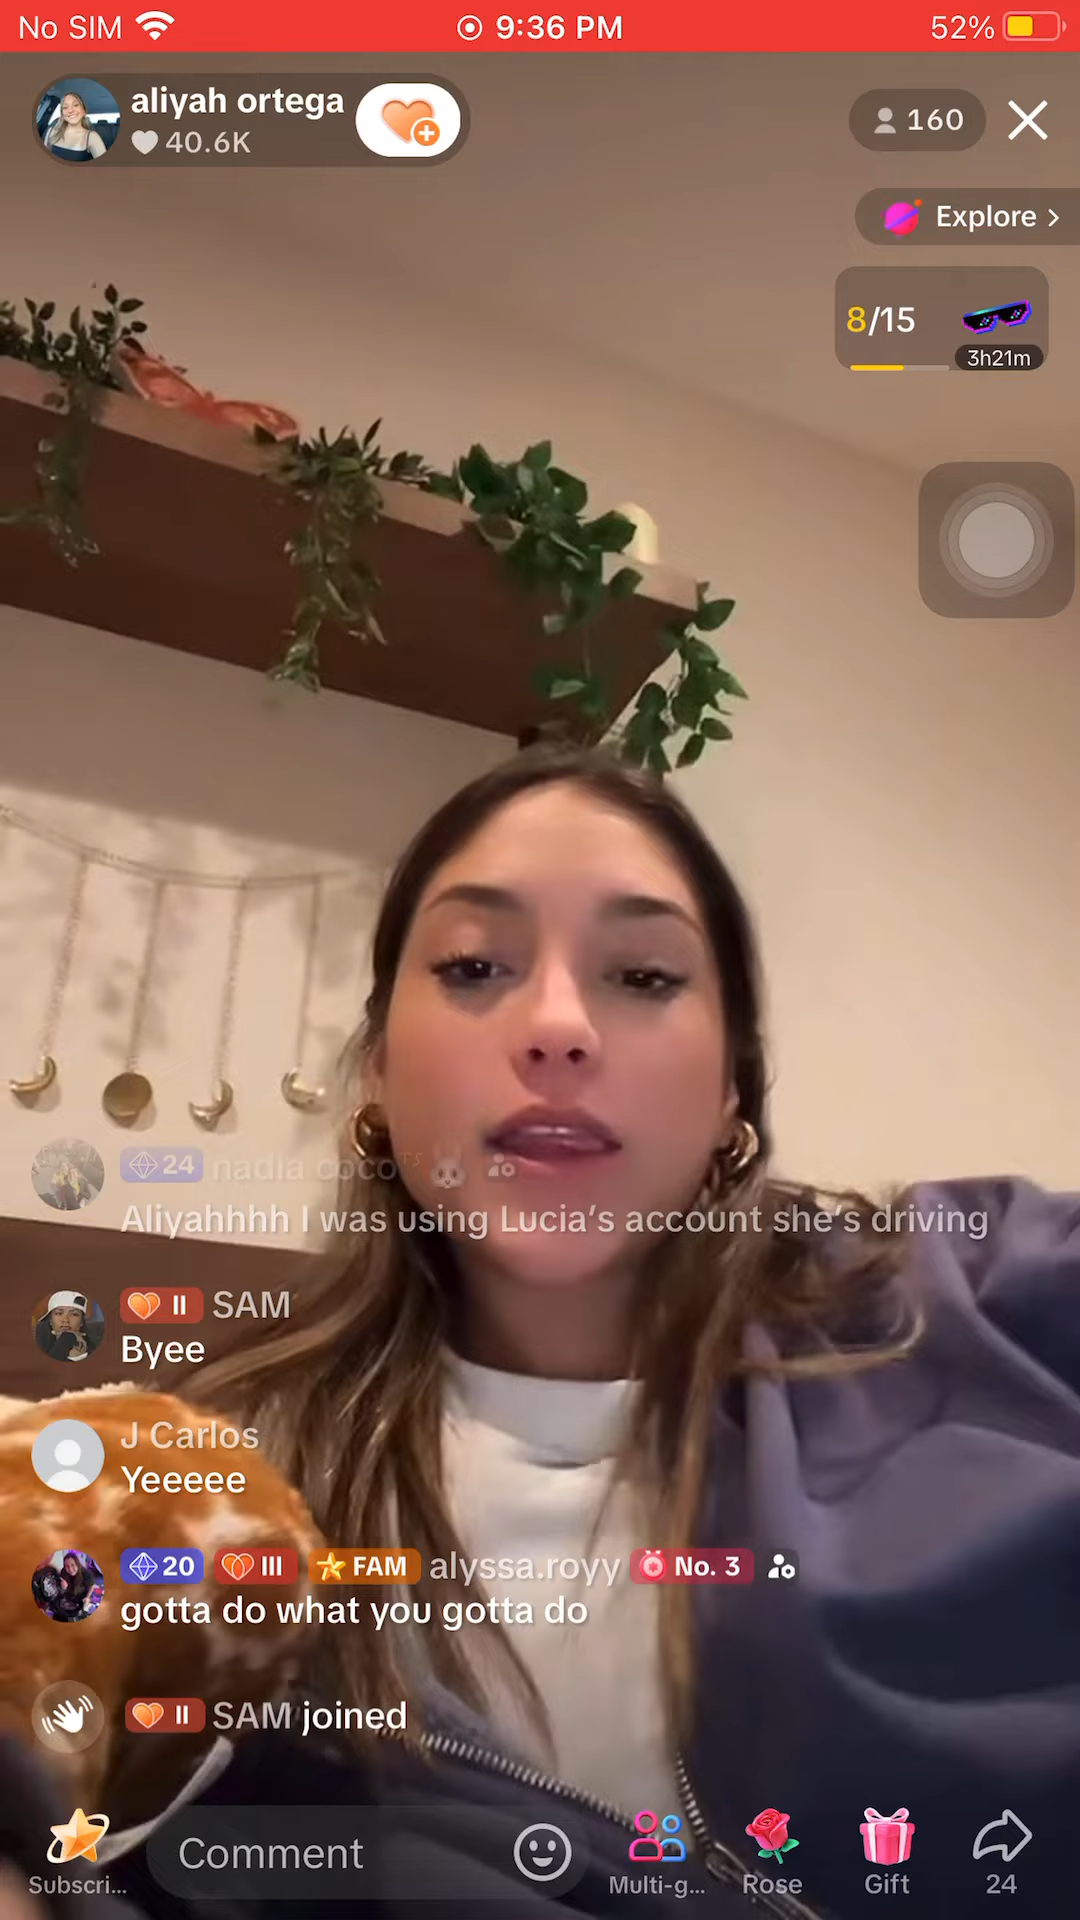 No SIM 9:36 PM 52%
aliyah ortega
40.6K
160
Explore >
8/15
3h21m
24 nadia coco
Aliyahhhh I was using Lucia's account she's driving
II SAM
Byee
J Carlos
Yeeeee
20 III FAM alyssa.royy No. 3
gotta do what you gotta do
II SAM joined
Comment
Subscri... Multi-g... Rose Gift 24